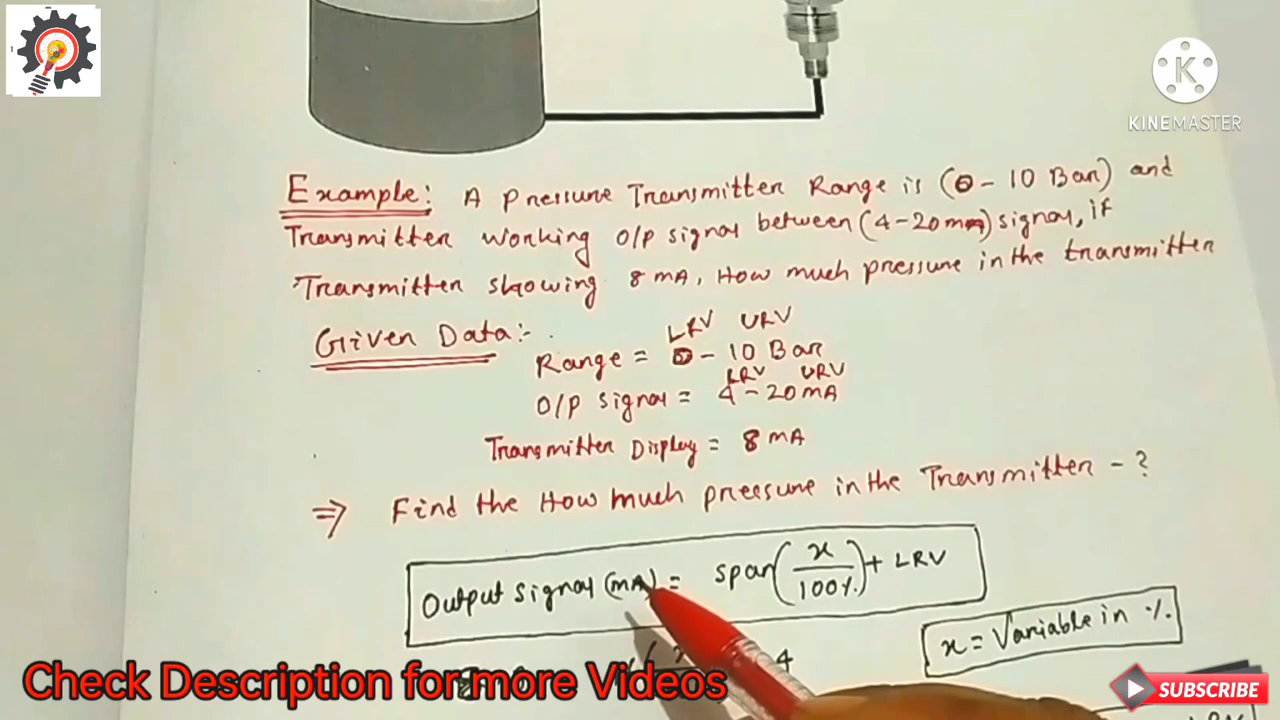 KINEMASTER
Example: A Pressure Transmitter Range is (0 - 10 Bar) and
Transmitter working O/P signal between (4-20mA) signal, if
Transmitter showing 8 mA, How much pressure in the transmitter
Given Data:-
LRV URV
Range = 0 - 10 Bar
LRV URV
O/P Signal = 4 - 20 mA
Transmitter Display = 8 mA
⇒ Find the How much pressure in the Transmitter - ?
Output signal (mA) = span (x/100%) + LRV
x = Variable in %
4
Check Description for more Videos
SUBSCRIBE